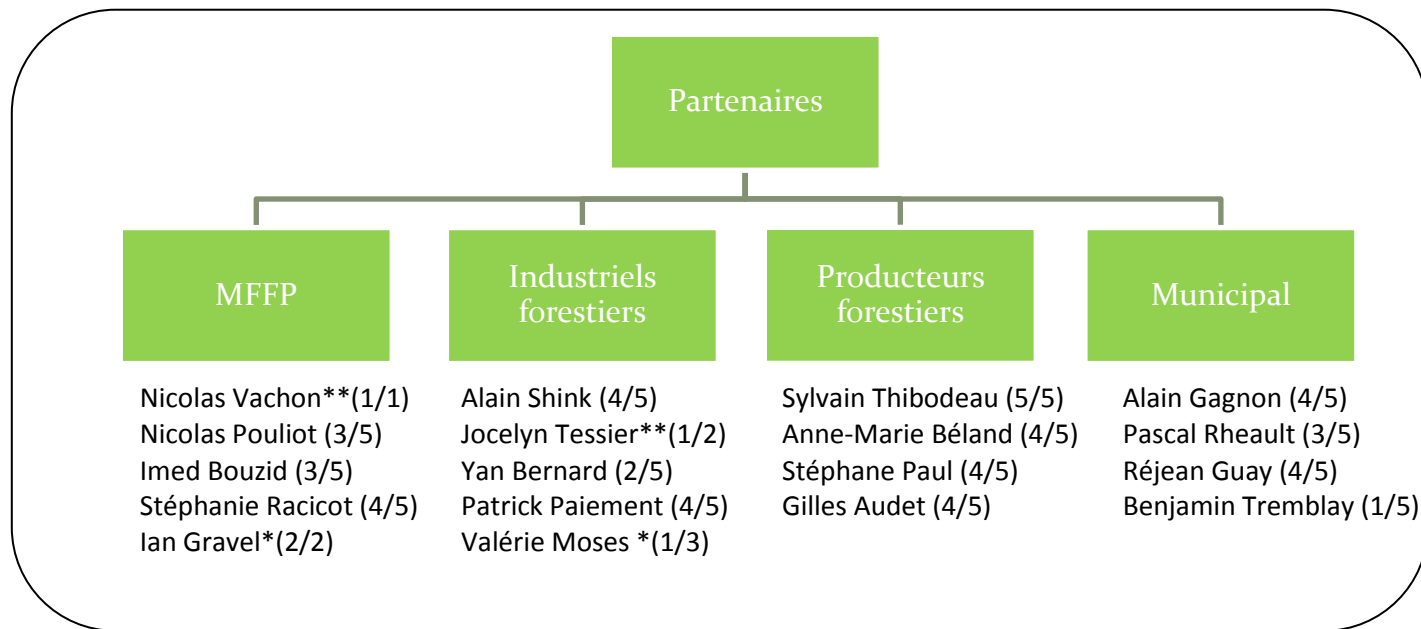 Partenaires
MFFP
Nicolas Vachon**(1/1)
Nicolas Pouliot (3/5)
Imed Bouzid (3/5)
Stéphanie Racicot (4/5)
Ian Gravel*(2/2)
Industriels
forestiers
Alain Shink (4/5)
Jocelyn Tessier**(1/2)
Yan Bernard (2/5)
Patrick Paiement (4/5)
Valérie Moses *(1/3)
Producteurs
forestiers
Sylvain Thibodeau (5/5)
Anne-Marie Béland (4/5)
Stéphane Paul (4/5)
Gilles Audet (4/5)
Municipal
Alain Gagnon (4/5)
Pascal Rheault (3/5)
Réjean Guay (4/5)
Benjamin Tremblay (1/5)